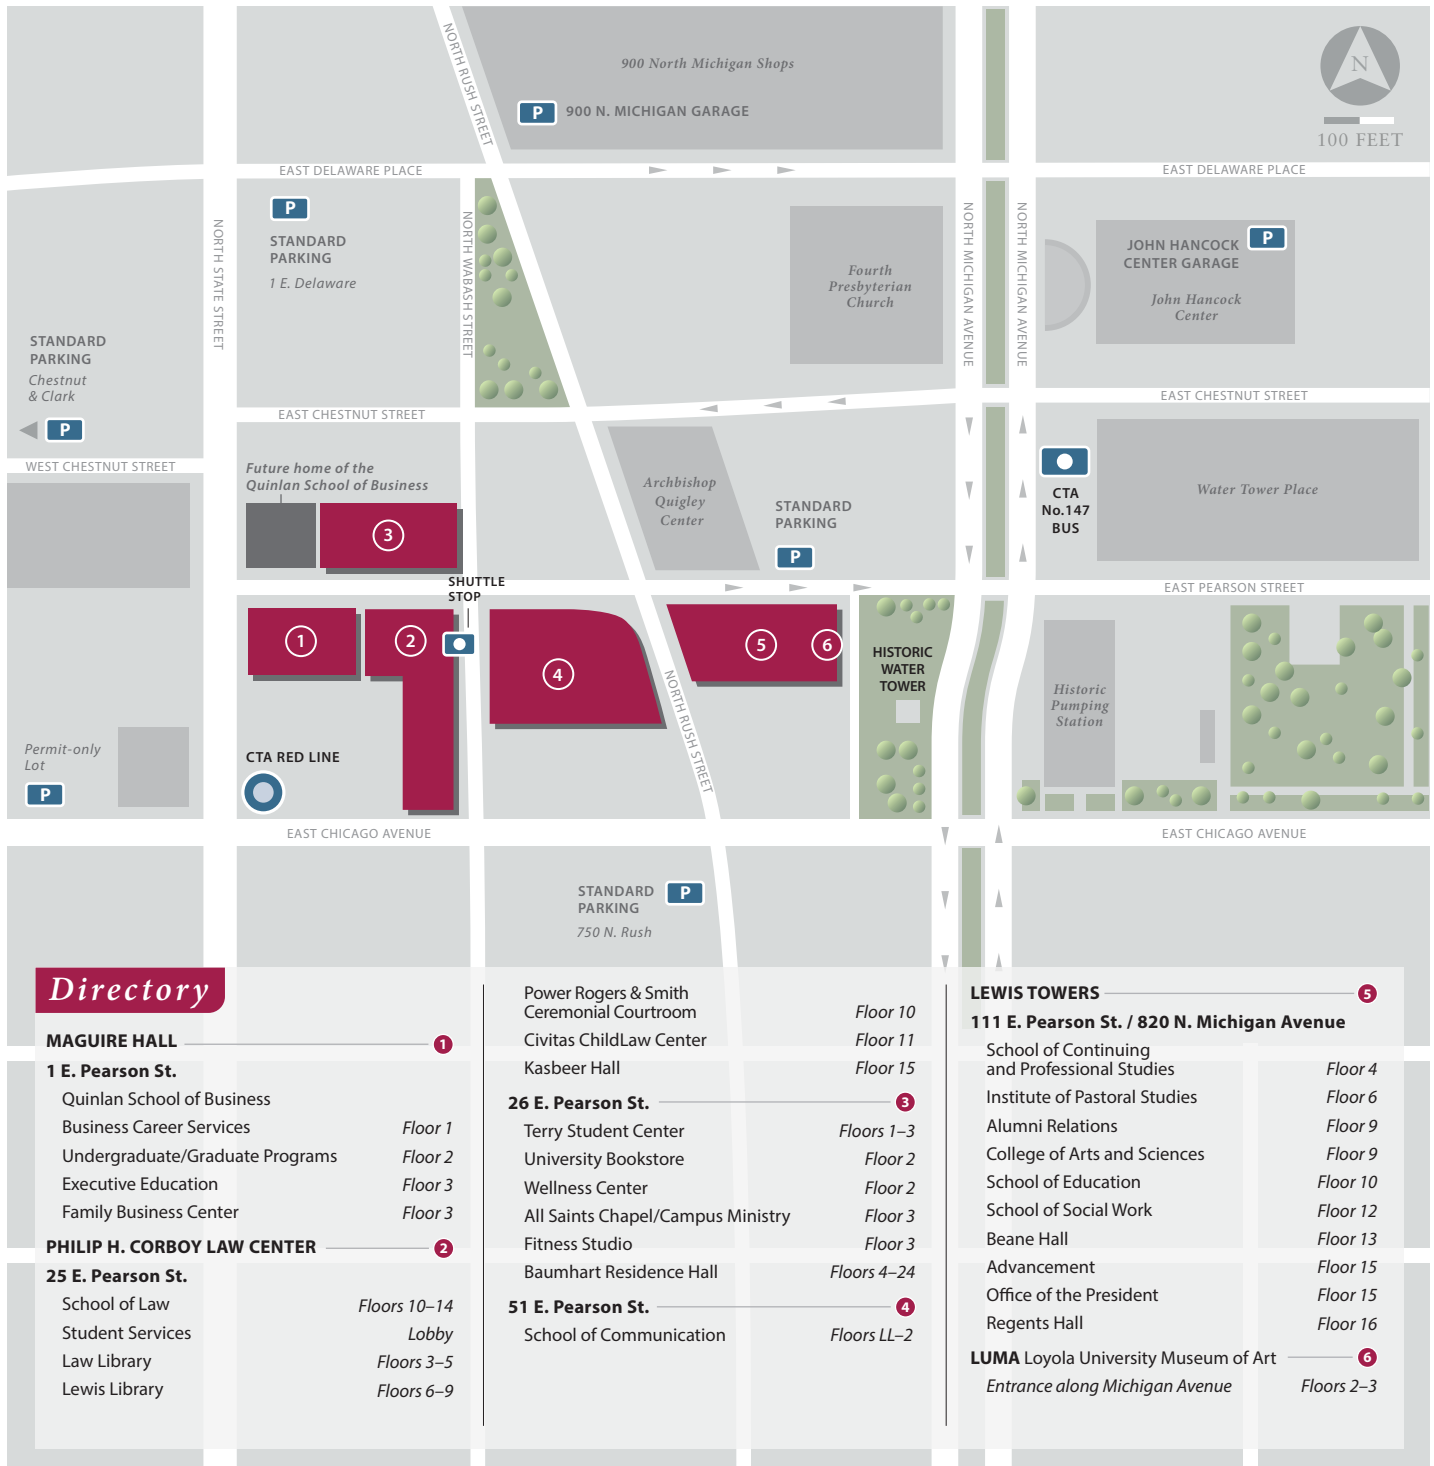 900 North Michigan Shops
P 900 N. MICHIGAN GARAGE
NORTH RUSH STREET
N
100 FEET
EAST DELAWARE PLACE
EAST DELAWARE PLACE
P
STANDARD
PARKING
1 E. Delaware
NORTH STATE STREET
NORTH WABASH STREET
Fourth
Presbyterian
Church
NORTH MICHIGAN AVENUE
NORTH MICHIGAN AVENUE
JOHN HANCOCK
CENTER GARAGE
P
John Hancock
Center
STANDARD
PARKING
Chestnut
& Clark
P
EAST CHESTNUT STREET
EAST CHESTNUT STREET
WEST CHESTNUT STREET
Future home of the
Quinlan School of Business
3
Archbishop
Quigley
Center
STANDARD
PARKING
P
CTA
No.147
BUS
Water Tower Place
SHUTTLE
STOP
EAST PEARSON STREET
1
2
4
5
6
NORTH RUSH STREET
HISTORIC
WATER
TOWER
Historic
Pumping
Station
Permit-only
Lot
P
CTA RED LINE
EAST CHICAGO AVENUE
EAST CHICAGO AVENUE
STANDARD
PARKING
P
750 N. Rush
Directory
MAGUIRE HALL 1
1 E. Pearson St.
Quinlan School of Business
Business Career Services Floor 1
Undergraduate/Graduate Programs Floor 2
Executive Education Floor 3
Family Business Center Floor 3
PHILIP H. CORBOY LAW CENTER 2
25 E. Pearson St.
School of Law Floors 10–14
Student Services Lobby
Law Library Floors 3–5
Lewis Library Floors 6–9
Power Rogers & Smith
Ceremonial Courtroom Floor 10
Civitas ChildLaw Center Floor 11
Kasbeer Hall Floor 15
26 E. Pearson St. 3
Terry Student Center Floors 1–3
University Bookstore Floor 2
Wellness Center Floor 2
All Saints Chapel/Campus Ministry Floor 3
Fitness Studio Floor 3
Baumhart Residence Hall Floors 4–24
51 E. Pearson St. 4
School of Communication Floors LL–2
LEWIS TOWERS 5
111 E. Pearson St. / 820 N. Michigan Avenue
School of Continuing
and Professional Studies Floor 4
Institute of Pastoral Studies Floor 6
Alumni Relations Floor 9
College of Arts and Sciences Floor 9
School of Education Floor 10
School of Social Work Floor 12
Beane Hall Floor 13
Advancement Floor 15
Office of the President Floor 15
Regents Hall Floor 16
LUMA Loyola University Museum of Art 6
Entrance along Michigan Avenue Floors 2–3